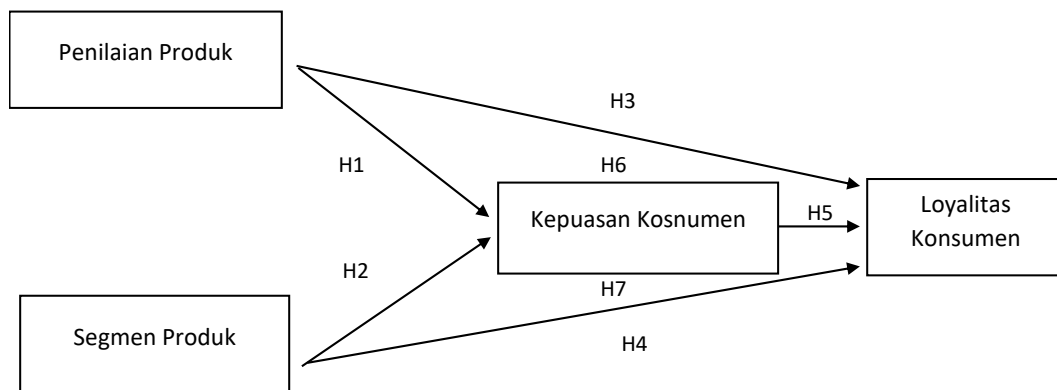 Penilaian Produk
H3
H1
H6
Kepuasan Kosnumen
H5
Loyalitas
Konsumen
H2
H7
Segmen Produk
H4